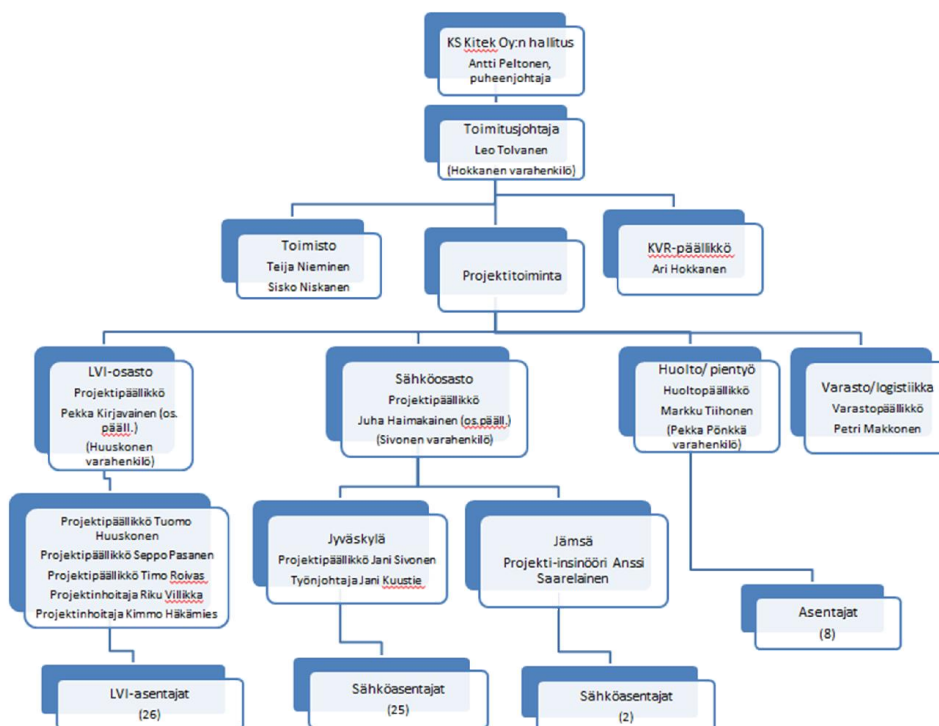 KS Kitek Oy:n hallitus
Antti Peltonen,
puheenjohtaja
Toimitusjohtaja
Leo Tolvanen
(Hokkanen varahenkilö)
Toimisto
Teija Nieminen
Sisko Niskanen
Projektitoiminta
KVR-päällikkö
Ari Hokkanen
LVI-osasto
Projektipäällikkö
Pekka Kirjavainen (os.
pääll.)
(Huuskonen
varahenkilö)
Sähköosasto
Projektipäällikkö
Juha Haimakainen (os.pääll.)
(Sivonen varahenkilö)
Huolto/ pientyö
Huoltopäällikkö
Markku Tiihonen
(Pekka Pönkkä
varahenkilö)
Varasto/logistiikka
Varastopäällikkö
Petri Makkonen
Projektipäällikkö Tuomo
Huuskonen
Projektipäällikkö Seppo Pasanen
Projektipäällikkö Timo Roivas
Projektinhoitaja Riku Villikka
Projektinhoitaja Kimmo Häkämies
Jyväskylä
Projektipäällikkö Jani Sivonen
Työnjohtaja Jani Kuustie
Jämsä
Projekti-insinööri Anssi
Saarelainen
Asentajat
(8)
LVI-asentajat
(26)
Sähköasentajat
(25)
Sähköasentajat
(2)